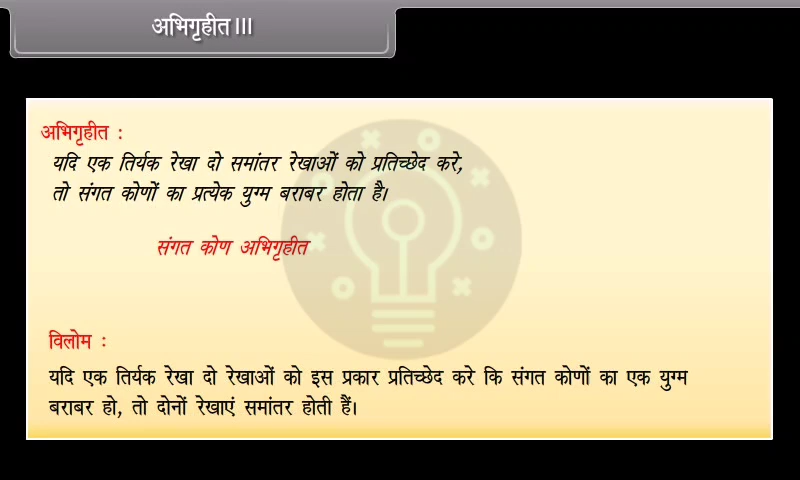 अभिगृहीत III
अभिगृहीत :
यदि एक तिर्यक रेखा दो समांतर रेखाओं को प्रतिच्छेद करे,
तो संगत कोणों का प्रत्येक युग्म बराबर होता है।
संगत कोण अभिगृहीत
विलोम :
यदि एक तिर्यक रेखा दो रेखाओं को इस प्रकार प्रतिच्छेद करे कि संगत कोणों का एक युग्म
बराबर हो, तो दोनों रेखाएं समांतर होती हैं।